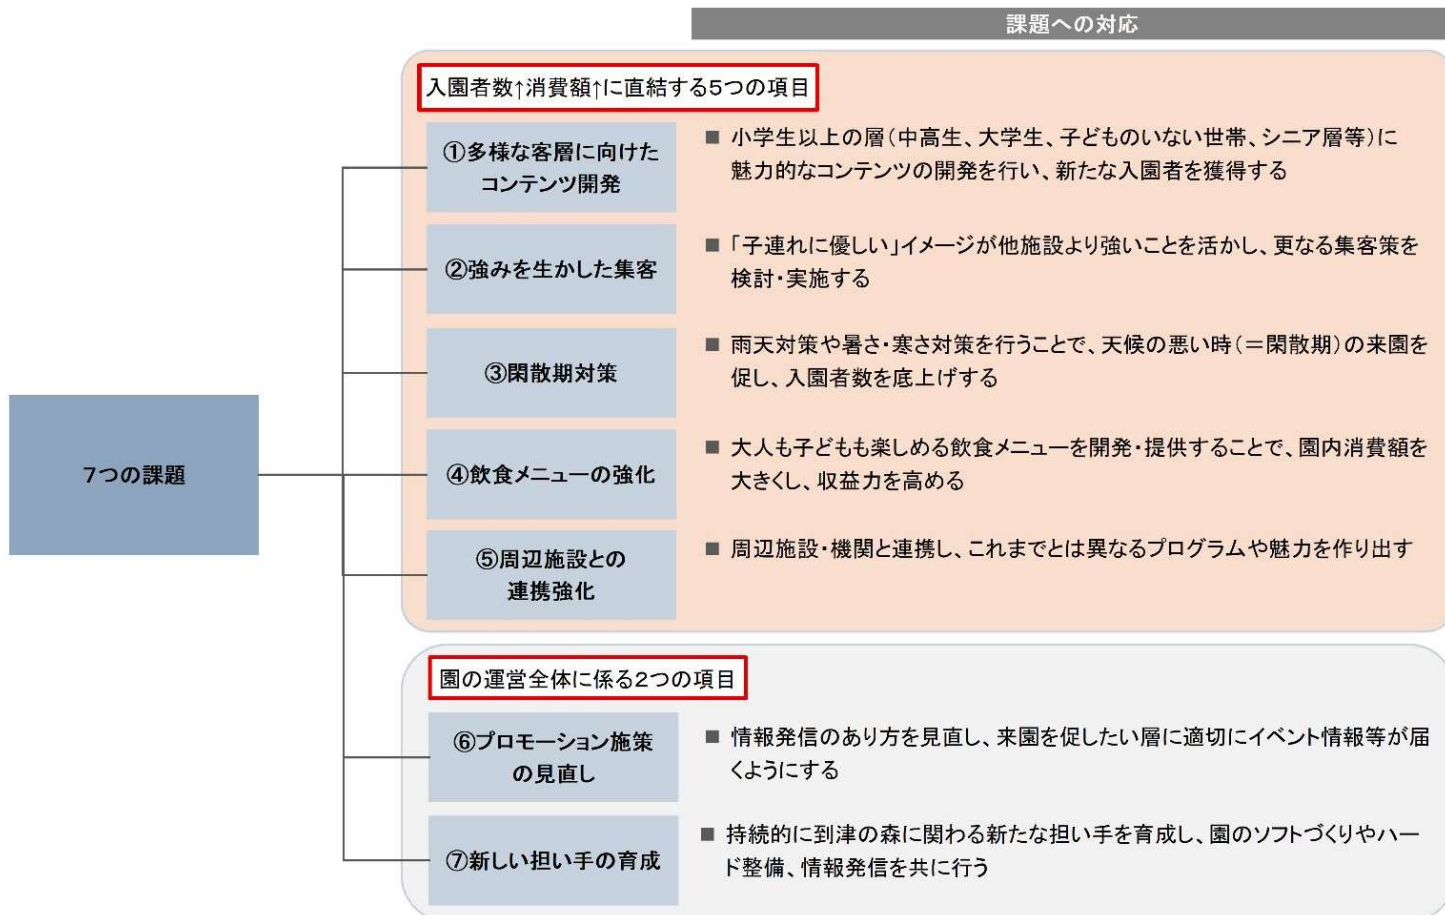 課題への対応
入園者数↑消費額↑に直結する5つの項目
①多様な客層に向けた
コンテンツ開発
■ 小学生以上の層(中高生、大学生、子どものいない世帯、シニア層等)に
魅力的なコンテンツの開発を行い、新たな入園者を獲得する
②強みを生かした集客
■ 「子連れに優しい」イメージが他施設より強いことを活かし、更なる集客策を
検討・実施する
③閑散期対策
■ 雨天対策や暑さ・寒さ対策を行うことで、天候の悪い時(=閑散期)の来園を
促し、入園者数を底上げする
7つの課題
④飲食メニューの強化
■ 大人も子どもも楽しめる飲食メニューを開発・提供することで、園内消費額を
大きくし、収益力を高める
⑤周辺施設との
連携強化
■ 周辺施設・機関と連携し、これまでとは異なるプログラムや魅力を作り出す
園の運営全体に係る2つの項目
⑥プロモーション施策
の見直し
■ 情報発信のあり方を見直し、来園を促したい層に適切にイベント情報等が届
くようにする
⑦新しい担い手の育成
■ 持続的に到津の森に関わる新たな担い手を育成し、園のソフトづくりやハー
ド整備、情報発信を共に行う